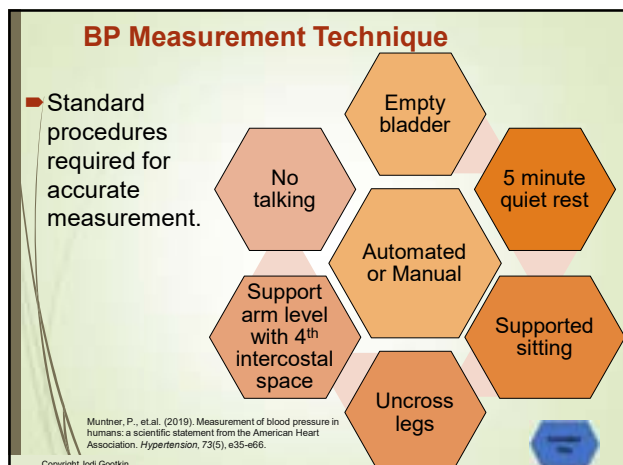 BP Measurement Technique
Standard
procedures
required for
accurate
measurement.
Empty
bladder
5 minute
quiet rest
Supported
sitting
Uncross
legs
Support
arm level
with 4th
intercostal
space
No
talking
Automated
or Manual
Muntner, P., et.al. (2019). Measurement of blood pressure in
humans: a scientific statement from the American Heart
Association. Hypertension, 73(5), e35-e66.
Copyright Jodi Gootkin